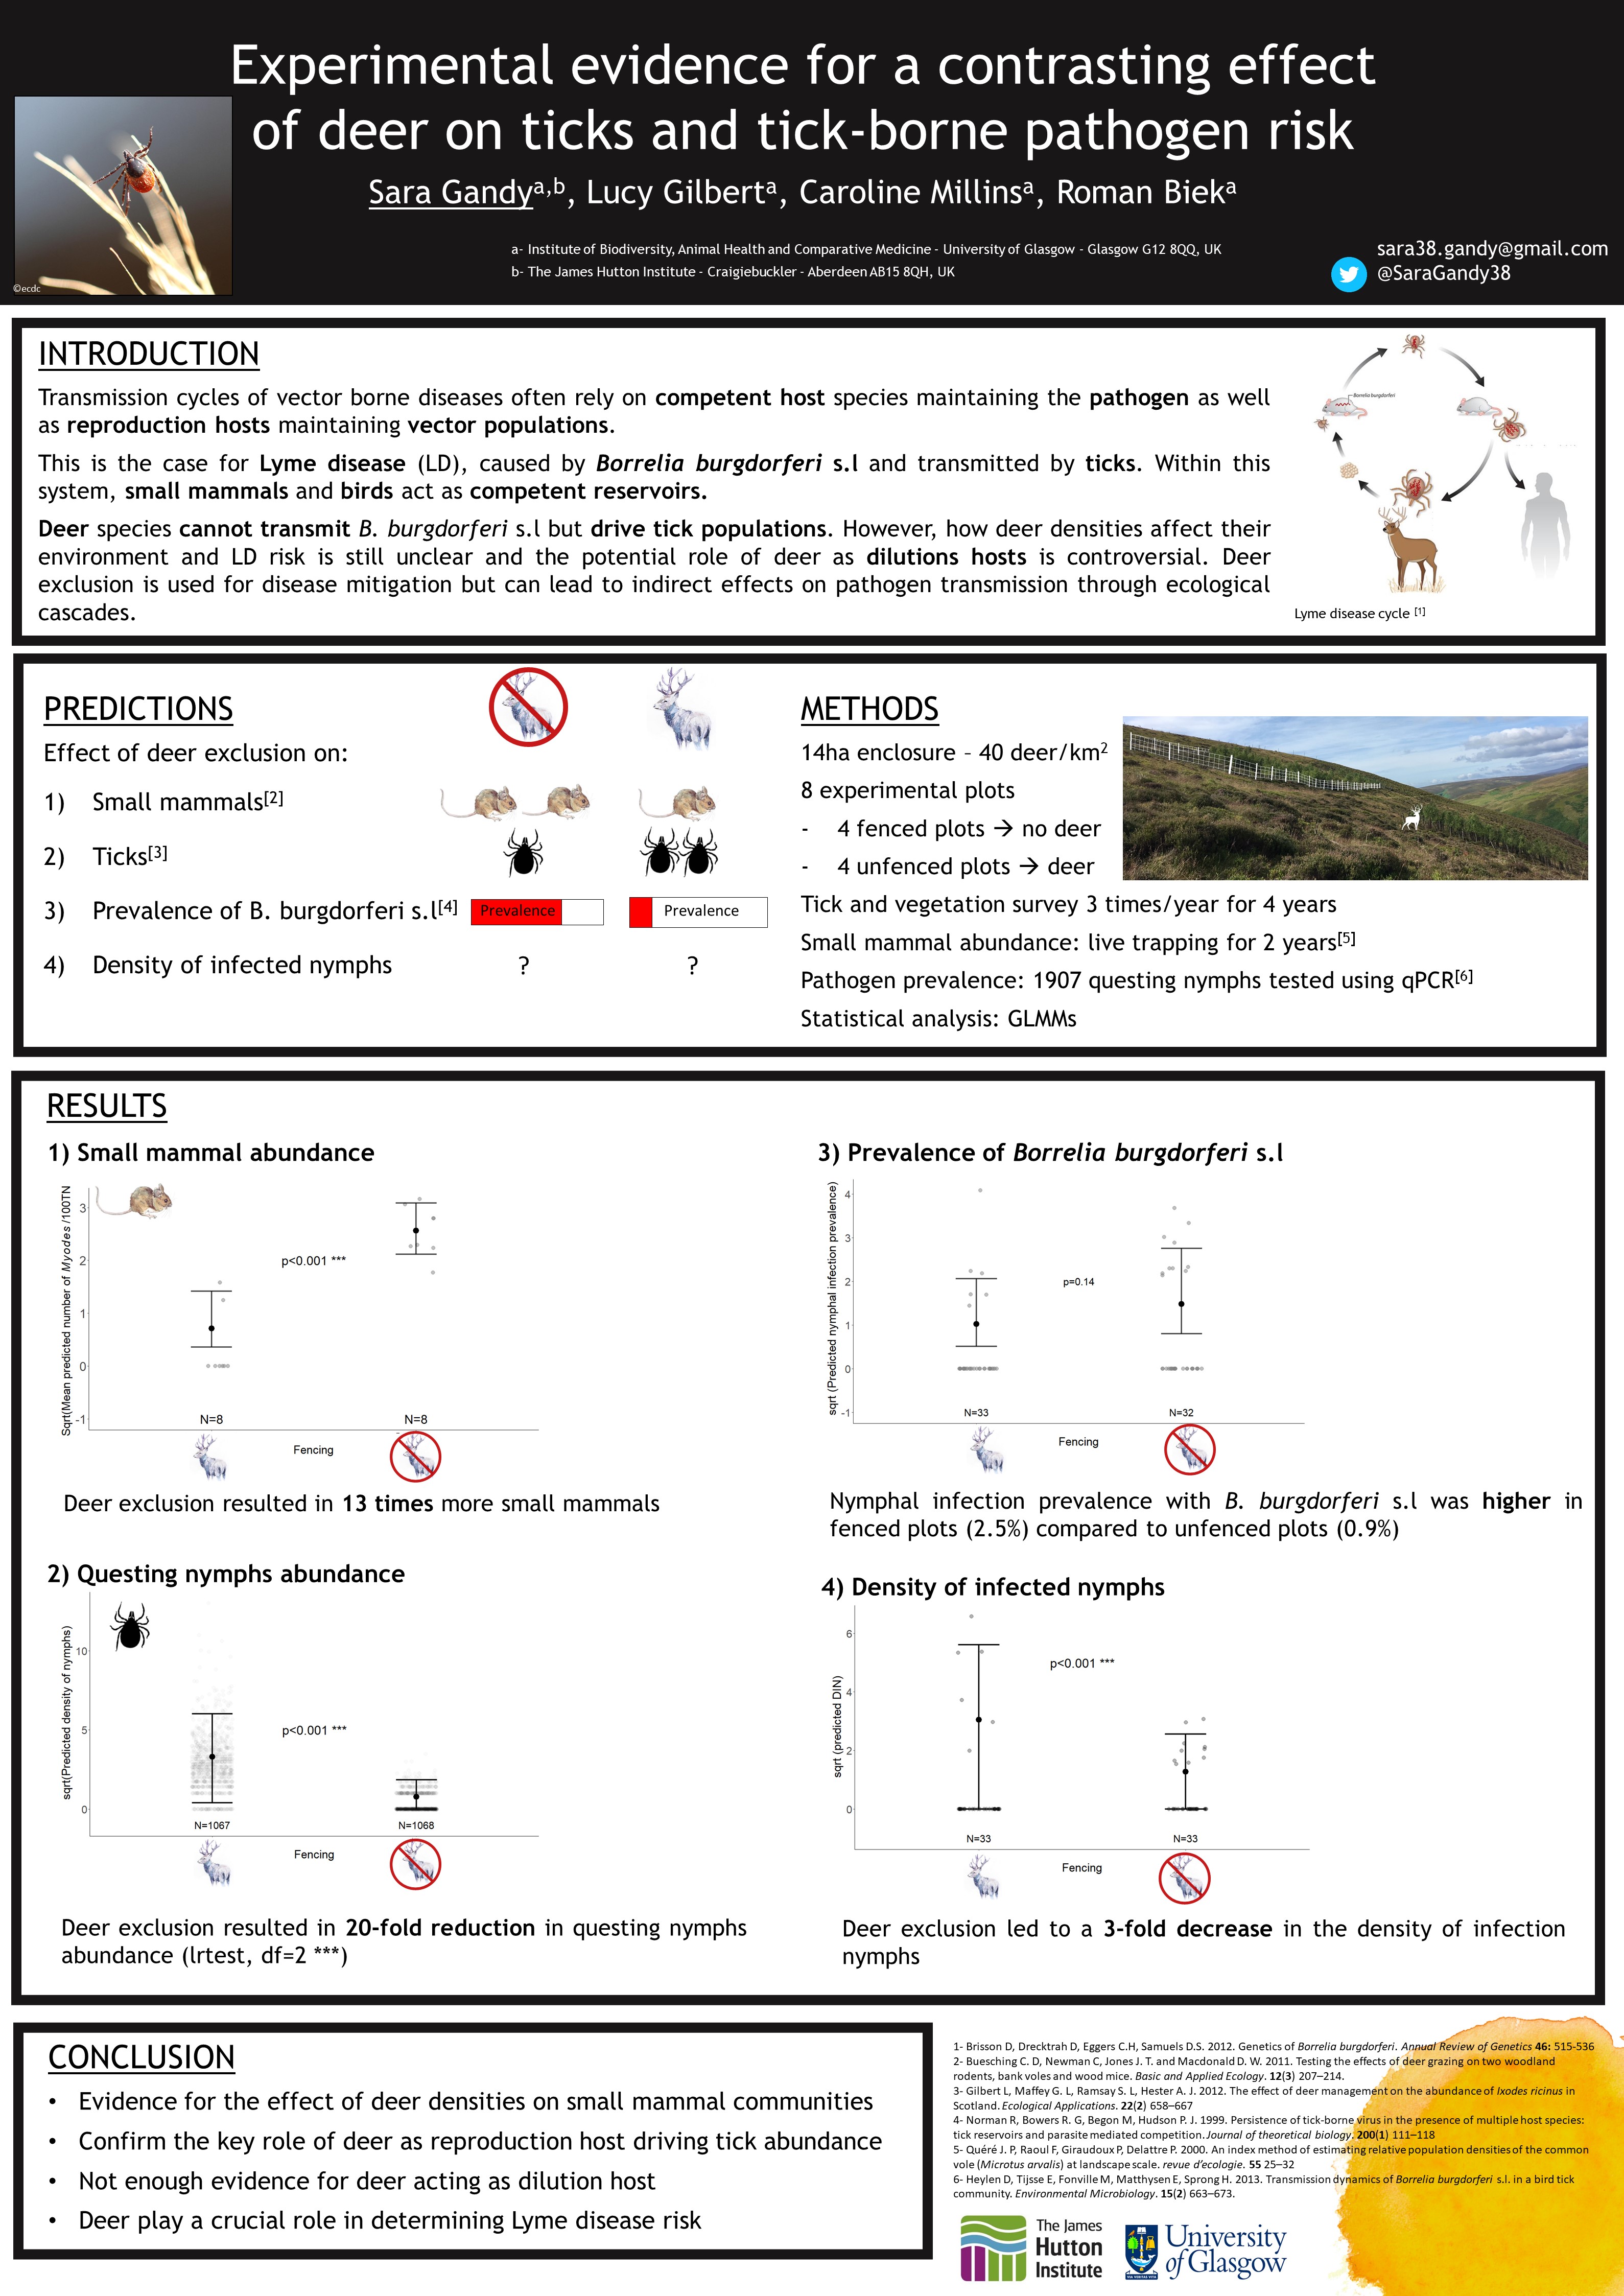 Experimental evidence for a contrasting effect
of deer on ticks and tick-borne pathogen risk
Sara Gandyᵃ,ᵇ, Lucy Gilbertᵃ, Caroline Millinsᵃ, Roman Biekᵃ
a- Institute of Biodiversity, Animal Health and Comparative Medicine - University of Glasgow - Glasgow G12 8QQ, UK
b- The James Hutton Institute - Craigiebuckler - Aberdeen AB15 8QH, UK
sara38.gandy@gmail.com
@SaraGandy38
©ecdc
INTRODUCTION
Transmission cycles of vector borne diseases often rely on competent host species maintaining the pathogen as well
as reproduction hosts maintaining vector populations.
This is the case for Lyme disease (LD), caused by Borrelia burgdorferi s.l and transmitted by ticks. Within this
system, small mammals and birds act as competent reservoirs.
Deer species cannot transmit B. burgdorferi s.l but drive tick populations. However, how deer densities affect their
environment and LD risk is still unclear and the potential role of deer as dilutions hosts is controversial. Deer
exclusion is used for disease mitigation but can lead to indirect effects on pathogen transmission through ecological
cascades.
Borrelia burgdorferi
Lyme disease cycle [1]
PREDICTIONS
Effect of deer exclusion on:
1) Small mammals[2]
2) Ticks[3]
3) Prevalence of B. burgdorferi s.l[4] Prevalence Prevalence
4) Density of infected nymphs ? ?
METHODS
14ha enclosure – 40 deer/km²
8 experimental plots
- 4 fenced plots → no deer
- 4 unfenced plots → deer
Tick and vegetation survey 3 times/year for 4 years
Small mammal abundance: live trapping for 2 years[5]
Pathogen prevalence: 1907 questing nymphs tested using qPCR[6]
Statistical analysis: GLMMs
RESULTS
1) Small mammal abundance
Sqrt(Mean predicted number of Myodes /100TN
3
2
1
0
-1
p<0.001 ***
N=8 N=8
Fencing
Deer exclusion resulted in 13 times more small mammals
2) Questing nymphs abundance
sqrt(Predicted density of nymphs)
10
5
0
p<0.001 ***
N=1067 N=1068
Fencing
Deer exclusion resulted in 20-fold reduction in questing nymphs
abundance (lrtest, df=2 ***)
3) Prevalence of Borrelia burgdorferi s.l
sqrt (Predicted nymphal infection prevalence)
4
3
2
1
0
-1
p=0.14
N=33 N=32
Fencing
Nymphal infection prevalence with B. burgdorferi s.l was higher in
fenced plots (2.5%) compared to unfenced plots (0.9%)
4) Density of infected nymphs
sqrt (predicted DIN)
6
4
2
0
p<0.001 ***
N=33 N=33
Fencing
Deer exclusion led to a 3-fold decrease in the density of infection
nymphs
CONCLUSION
• Evidence for the effect of deer densities on small mammal communities
• Confirm the key role of deer as reproduction host driving tick abundance
• Not enough evidence for deer acting as dilution host
• Deer play a crucial role in determining Lyme disease risk
1- Brisson D, Drecktrah D, Eggers C.H, Samuels D.S. 2012. Genetics of Borrelia burgdorferi. Annual Review of Genetics 46: 515-536
2- Buesching C. D, Newman C, Jones J. T. and Macdonald D. W. 2011. Testing the effects of deer grazing on two woodland
rodents, bank voles and wood mice. Basic and Applied Ecology. 12(3) 207–214.
3- Gilbert L, Maffey G. L, Ramsay S. L, Hester A. J. 2012. The effect of deer management on the abundance of Ixodes ricinus in
Scotland. Ecological Applications. 22(2) 658–667
4- Norman R, Bowers R. G, Begon M, Hudson P. J. 1999. Persistence of tick-borne virus in the presence of multiple host species:
tick reservoirs and parasite mediated competition. Journal of theoretical biology. 200(1) 111–118
5- Quéré J. P, Raoul F, Giraudoux P, Delattre P. 2000. An index method of estimating relative population densities of the common
vole (Microtus arvalis) at landscape scale. revue d'ecologie. 55 25–32
6- Heylen D, Tijsse E, Fonville M, Matthysen E, Sprong H. 2013. Transmission dynamics of Borrelia burgdorferi s.l. in a bird tick
community. Environmental Microbiology. 15(2) 663–673.
The James
Hutton
Institute
University
of Glasgow